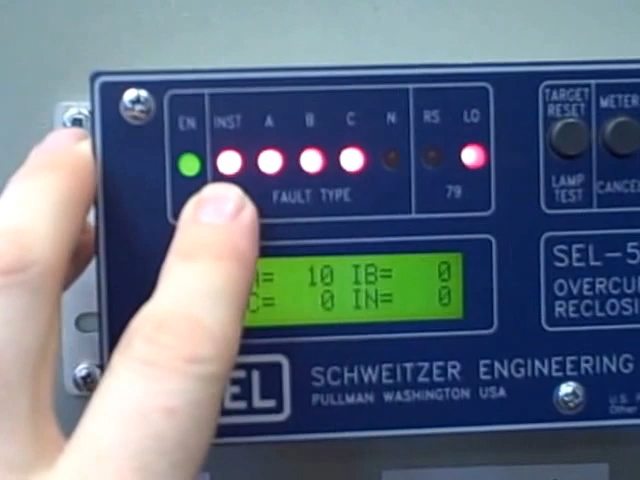 EN INST A B C N RS LO
FAULT TYPE 79
TARGET RESET METER
LAMP TEST CANCEL
= 10 IB= 0
C= 0 IN= 0
SEL-5
OVERCU
RECLOSI
EL
SCHWEITZER ENGINEERING
PULLMAN WASHINGTON USA